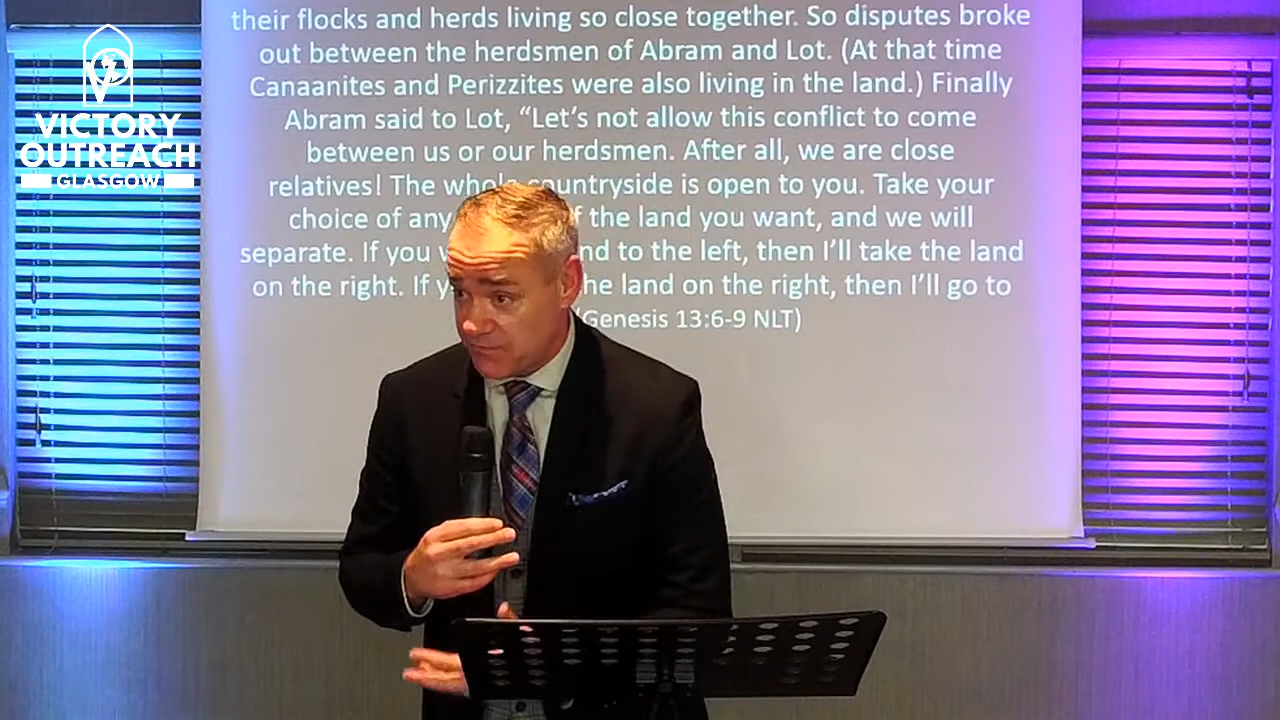 VICTORY
OUTREACH
GLASGOW
their flocks and herds living so close together. So disputes broke
out between the herdsmen of Abram and Lot. (At that time
Canaanites and Perizzites were also living in the land.) Finally
Abram said to Lot, “Let’s not allow this conflict to come
between us or our herdsmen. After all, we are close
relatives! The whole countryside is open to you. Take your
choice of any f the land you want, and we will
separate. If you nd to the left, then I’ll take the land
on the right. If he land on the right, then I’ll go to
(Genesis 13:6-9 NLT)